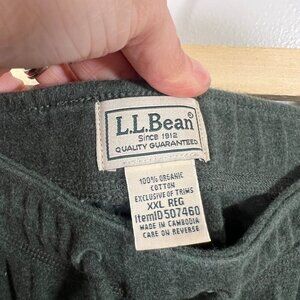 L.L.Bean®
Since 1912
QUALITY GUARANTEED
100% ORGANIC
COTTON
EXCLUSIVE OF TRIMS
XXL REG
Item ID 507460
MADE IN CAMBODIA
CARE ON REVERSE